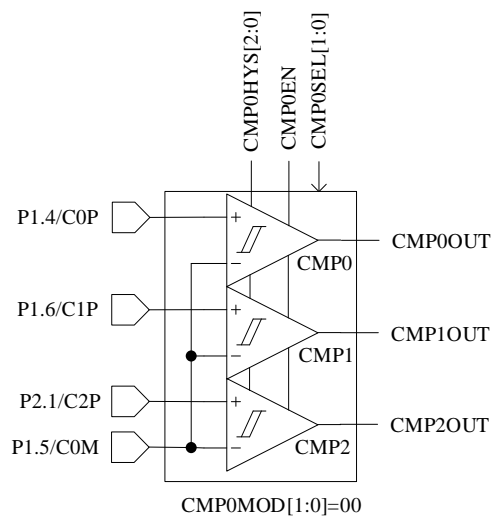 CMP0HYS[2:0]
CMP0EN
CMP0SEL[1:0]
P1.4/C0P
+
−
CMP0
CMP0OUT
P1.6/C1P
+
−
CMP1
CMP1OUT
P2.1/C2P
+
−
CMP2
CMP2OUT
P1.5/C0M
CMP0MOD[1:0]=00